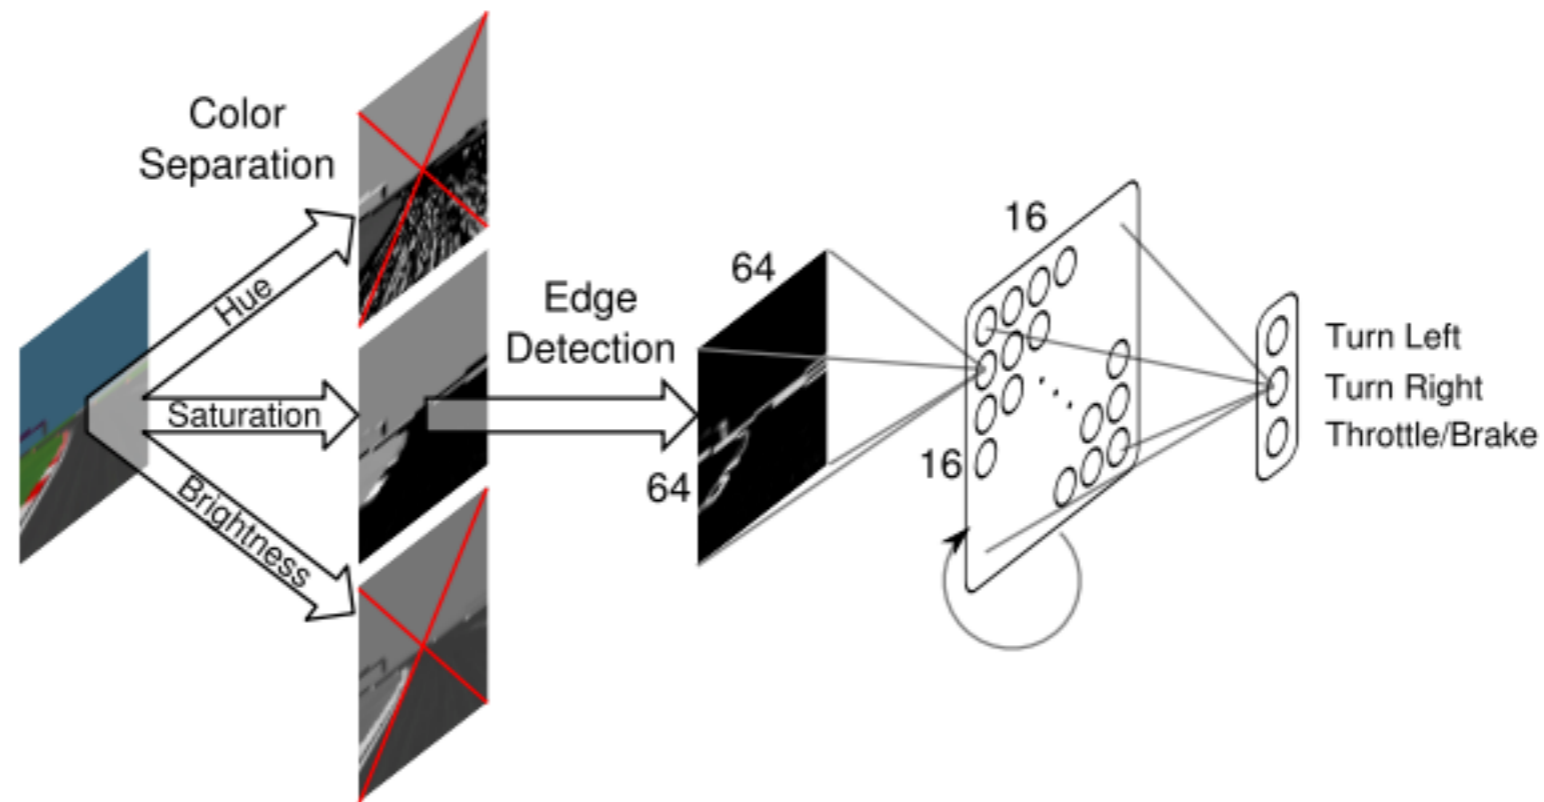 Color
Separation
Hue
Saturation
Brightness
Edge
Detection
64
64
16
16
Turn Left
Turn Right
Throttle/Brake